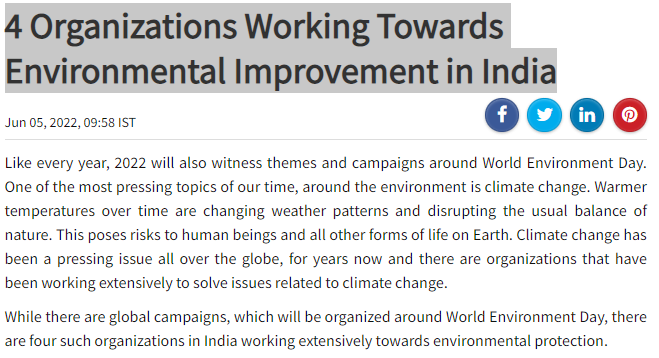 4 Organizations Working Towards
Environmental Improvement in India
Jun 05, 2022, 09:58 IST
Like every year, 2022 will also witness themes and campaigns around World Environment Day.
One of the most pressing topics of our time, around the environment is climate change. Warmer
temperatures over time are changing weather patterns and disrupting the usual balance of
nature. This poses risks to human beings and all other forms of life on Earth. Climate change has
been a pressing issue all over the globe, for years now and there are organizations that have
been working extensively to solve issues related to climate change.
While there are global campaigns, which will be organized around World Environment Day, there
are four such organizations in India working extensively towards environmental protection.